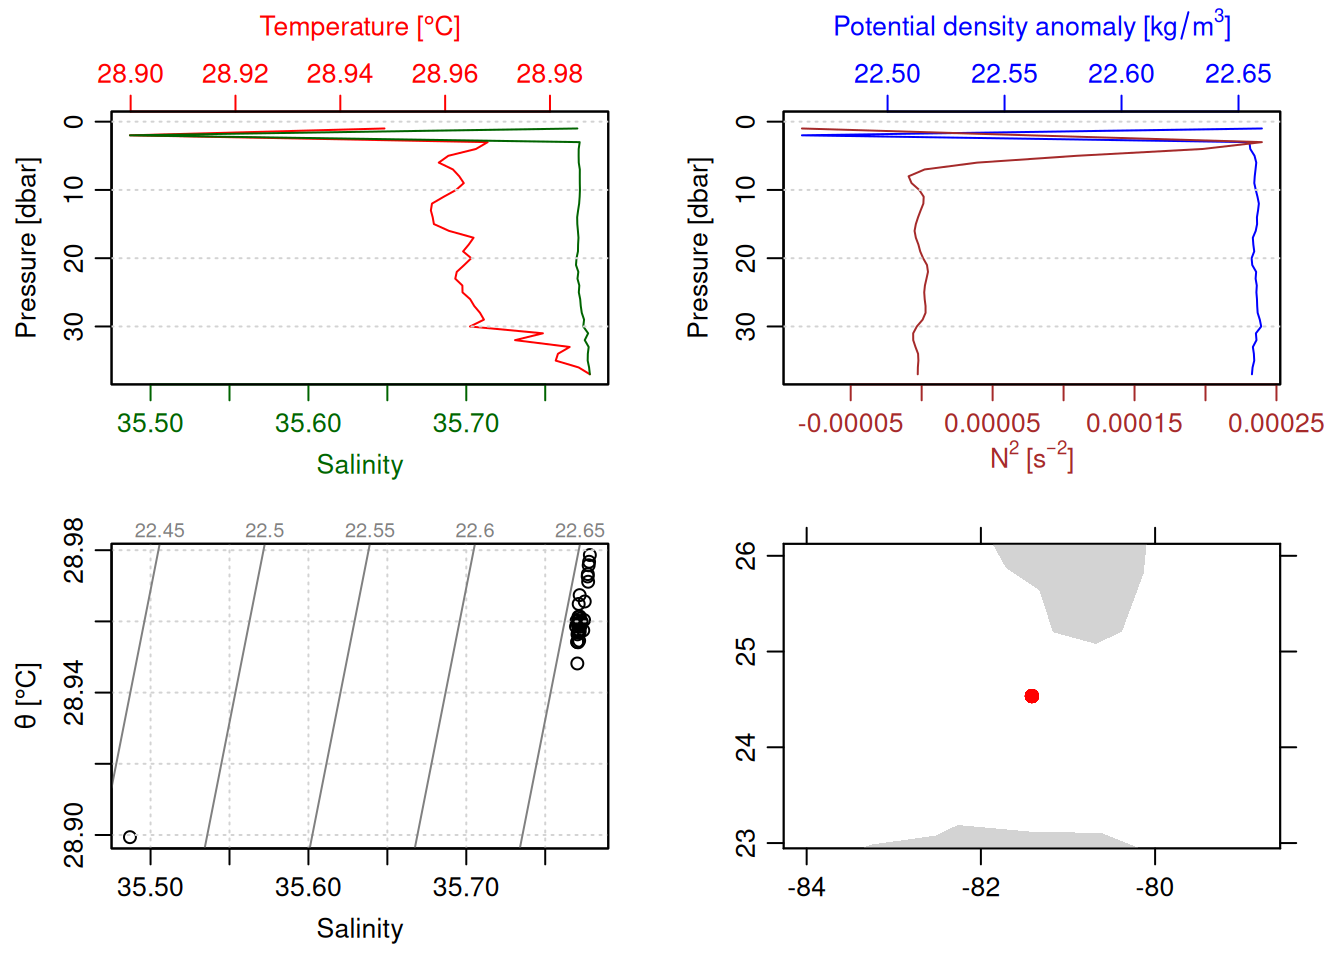 Temperature [°C]
28.90 28.92 28.94 28.96 28.98
Pressure [dbar]
0
10
20
30
35.50 35.60 35.70
Salinity
Potential density anomaly [kg/m³]
22.50 22.55 22.60 22.65
Pressure [dbar]
0
10
20
30
-0.00005 0.00005 0.00015 0.00025
N² [s⁻²]
22.45 22.5 22.55 22.6 22.65
θ [°C]
28.98
28.94
28.90
35.50 35.60 35.70
Salinity
26
25
24
23
-84 -82 -80